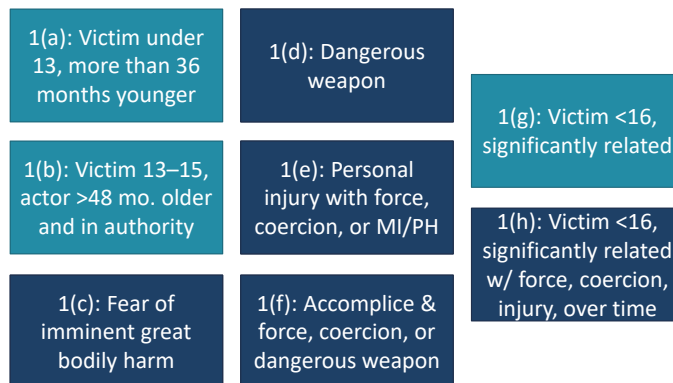 1(a): Victim under
13, more than 36
months younger
1(b): Victim 13–15,
actor >48 mo. older
and in authority
1(c): Fear of
imminent great
bodily harm
1(d): Dangerous
weapon
1(e): Personal
injury with force,
coercion, or MI/PH
1(f): Accomplice &
force, coercion, or
dangerous weapon
1(g): Victim <16,
significantly related
1(h): Victim <16,
significantly related
w/ force, coercion,
injury, over time